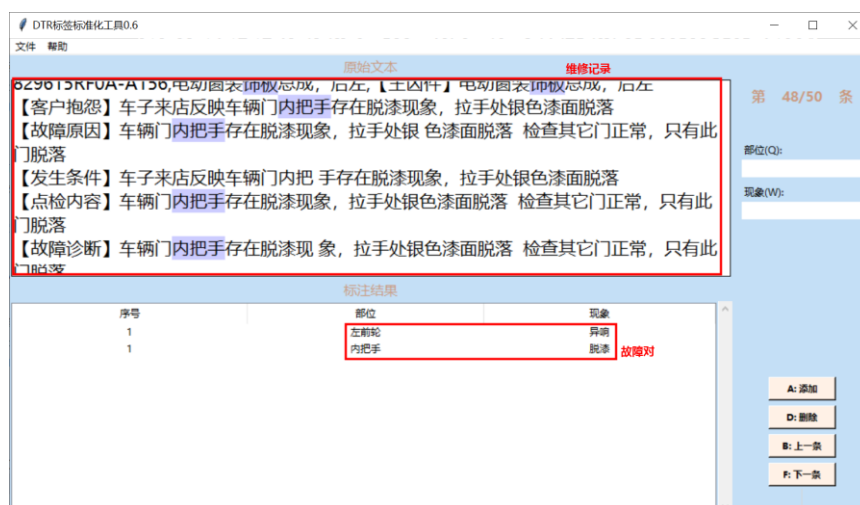 DTR标签标准化工具0.6
文件 帮助
原始文本
维修记录
829615RF0A-A156,电动窗装饰板总成，后左,【主因件】电动窗装饰板总成，后左
【客户抱怨】车子来店反映车辆门内把手存在脱漆现象，拉手处银色漆面脱落
【故障原因】车辆门内把手存在脱漆现象，拉手处银 色漆面脱落 检查其它门正常，只有此
门脱落
【发生条件】车子来店反映车辆门内把 手存在脱漆现象，拉手处银色漆面脱落
【点检内容】车辆门内把手存在脱漆现象，拉手处银色漆面脱落 检查其它门正常，只有此
门脱落
【故障诊断】车辆门内把手存在脱漆现 象，拉手处银色漆面脱落 检查其它门正常，只有此
门脱落
第 48/50 条
部位(Q):
现象(W):
标注结果
序号 部位 现象
1 左前轮 异响
1 内把手 脱漆
故障对
A: 添加
D: 删除
B: 上一条
F: 下一条